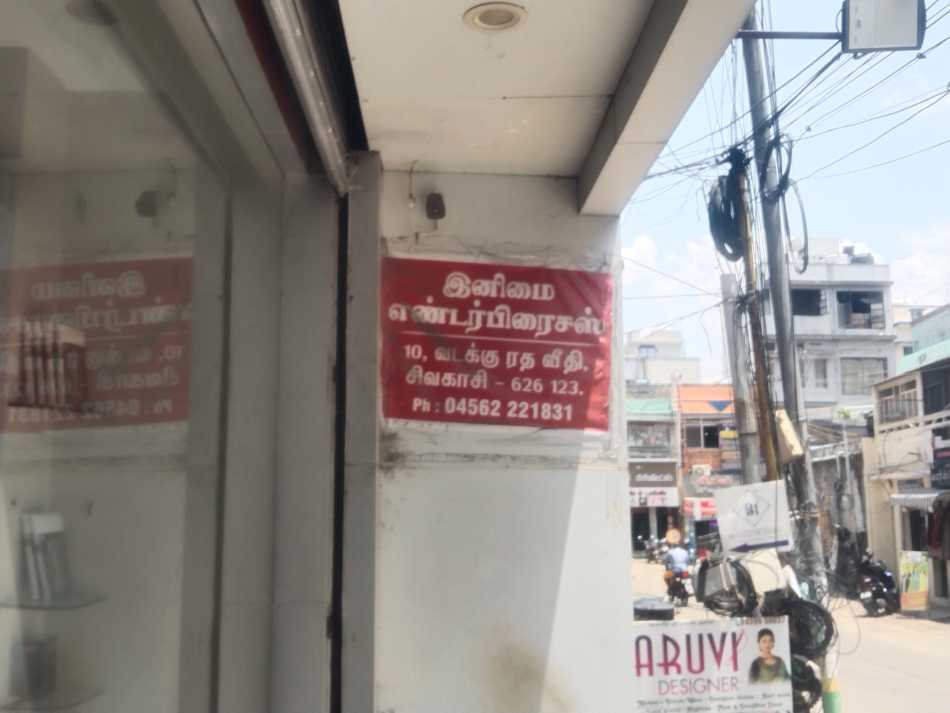 இனிமை
எண்டர்பிரைசஸ்
10, வடக்கு ரத வீதி,
சிவகாசி - 626 123.
Ph : 04562 221831
ARUVI
DESIGNER